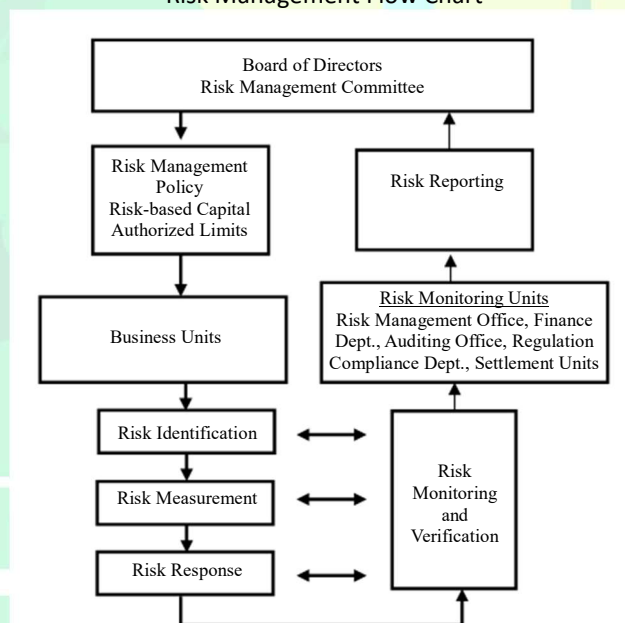 Risk Management Flow Chart
Board of Directors
Risk Management Committee
Risk Management
Policy
Risk-based Capital
Authorized Limits
Risk Reporting
Business Units
Risk Monitoring Units
Risk Management Office, Finance
Dept., Auditing Office, Regulation
Compliance Dept., Settlement Units
Risk Identification
Risk Measurement
Risk Response
Risk
Monitoring
and
Verification